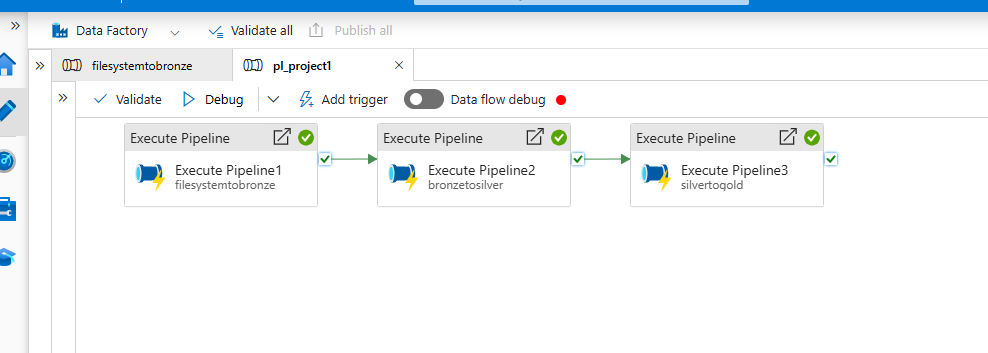 Data Factory Validate all Publish all
filesystemtobronze pl_project1
Validate Debug Add trigger Data flow debug
Execute Pipeline Execute Pipeline Execute Pipeline
Execute Pipeline1 Execute Pipeline2 Execute Pipeline3
filesystemtobronze bronzetosilver silvertogold